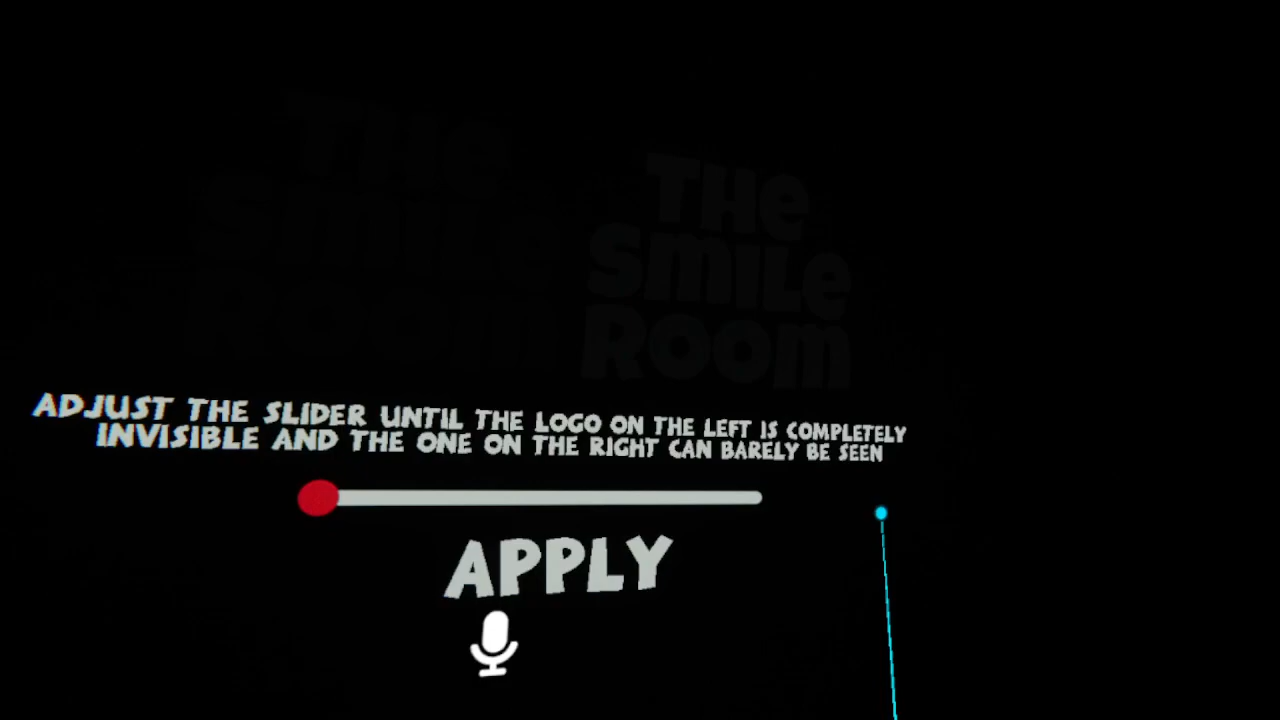 THe
SmiLe
ROOm
THe
SmiLe
ROOm
ADJUST THE SLIDER UNTIL THE LOGO ON THE LEFT IS COMPLETELY
INVISIBLE AND THE ONE ON THE RIGHT CAN BARELY BE SEEN
APPLY